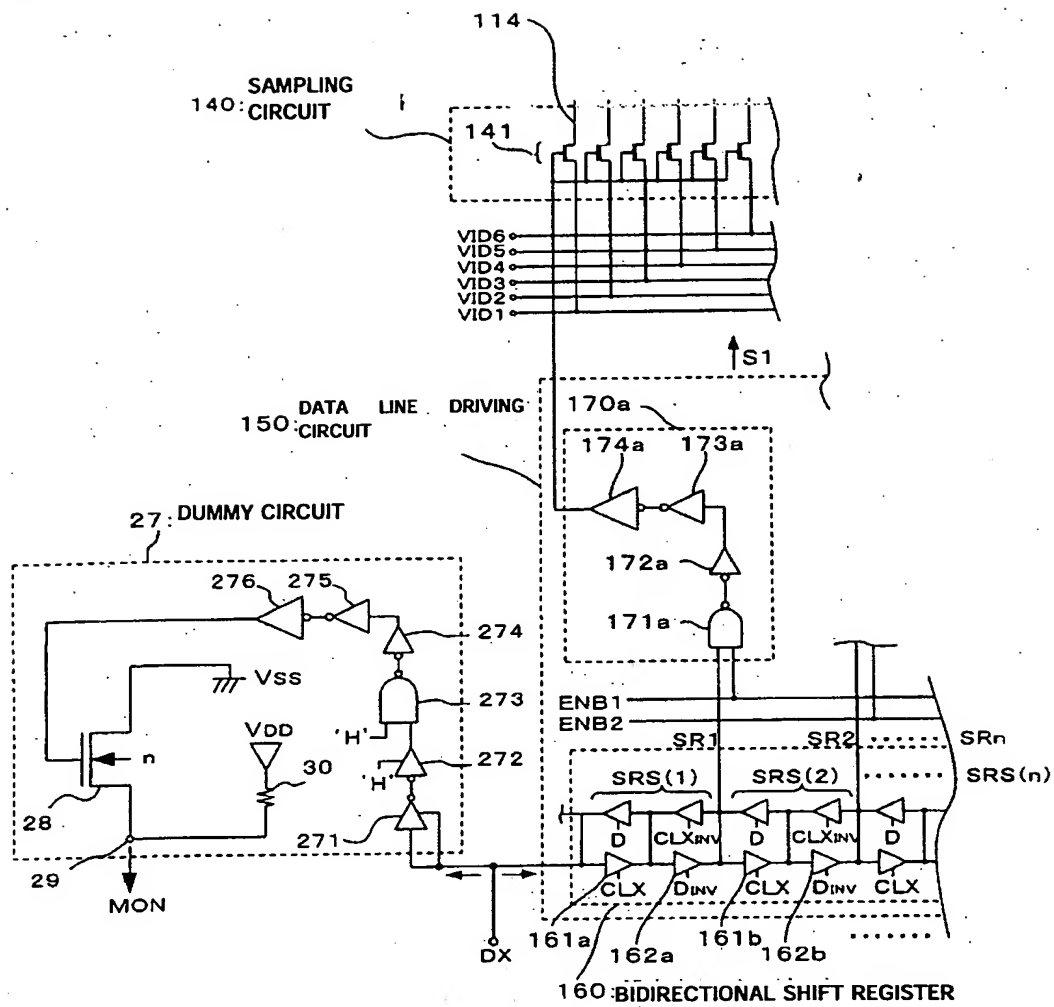 114
140: SAMPLING CIRCUIT
141
VID6
VID5
VID4
VID3
VID2
VID1
S1
150: DATA LINE DRIVING CIRCUIT
170a
174a
173a
27: DUMMY CIRCUIT
172a
276
275
171a
274
VSS
273
ENB1
ENB2
VDD
'H'
SR1
SR2
SRn
n
272
30
'H'
SRS(1)
SRS(2)
SRS(n)
28
271
D
CLXINV
D
CLXINV
D
29
CLX
DINV
CLX
DINV
CLX
MON
161a
162a
161b
162b
DX
160: BIDIRECTIONAL SHIFT REGISTER